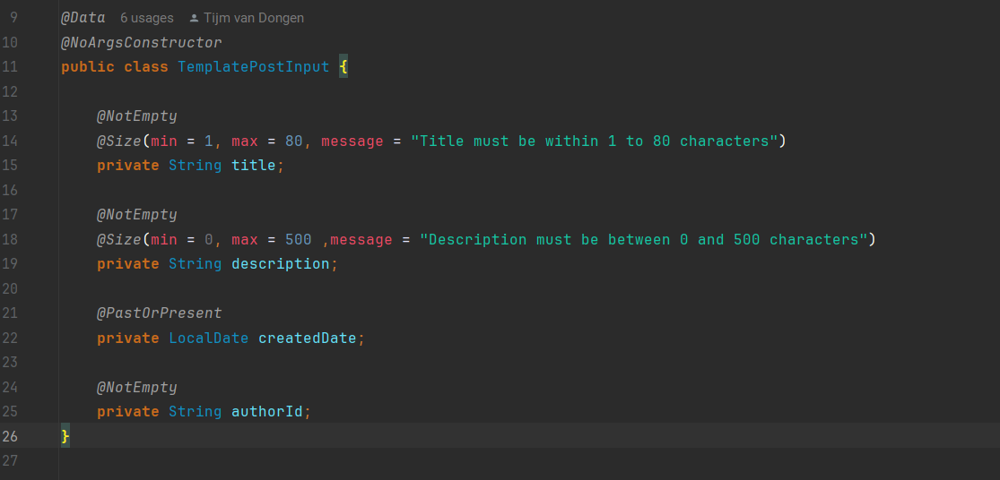 9 @Data 6 usages Tijm van Dongen
10 @NoArgsConstructor
11 public class TemplatePostInput {
12
13 @NotEmpty
14 @Size(min = 1, max = 80, message = "Title must be within 1 to 80 characters")
15 private String title;
16
17 @NotEmpty
18 @Size(min = 0, max = 500 ,message = "Description must be between 0 and 500 characters")
19 private String description;
20
21 @PastOrPresent
22 private LocalDate createdDate;
23
24 @NotEmpty
25 private String authorId;
26 }
27